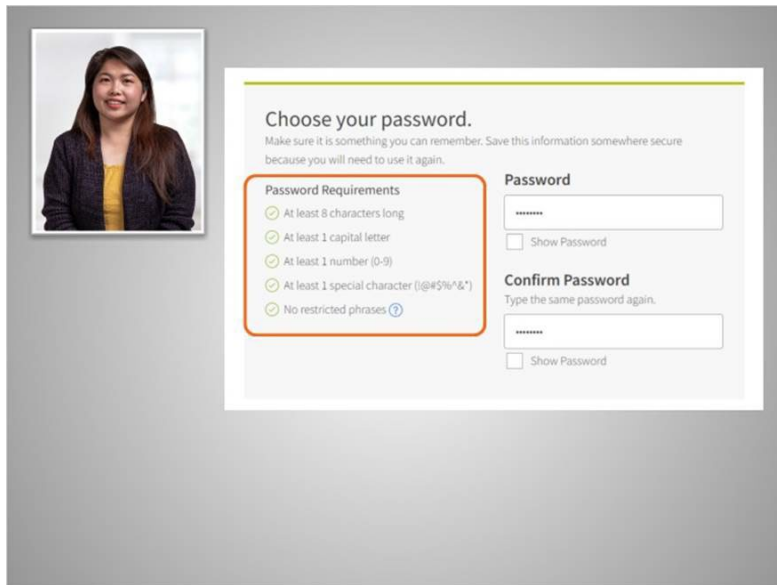 Choose your password.
Make sure it is something you can remember. Save this information somewhere secure
because you will need to use it again.
Password Requirements
At least 8 characters long
At least 1 capital letter
At least 1 number (0-9)
At least 1 special character (!@#$%^&*)
No restricted phrases ?
Password
••••••••
Show Password
Confirm Password
Type the same password again.
••••••••
Show Password